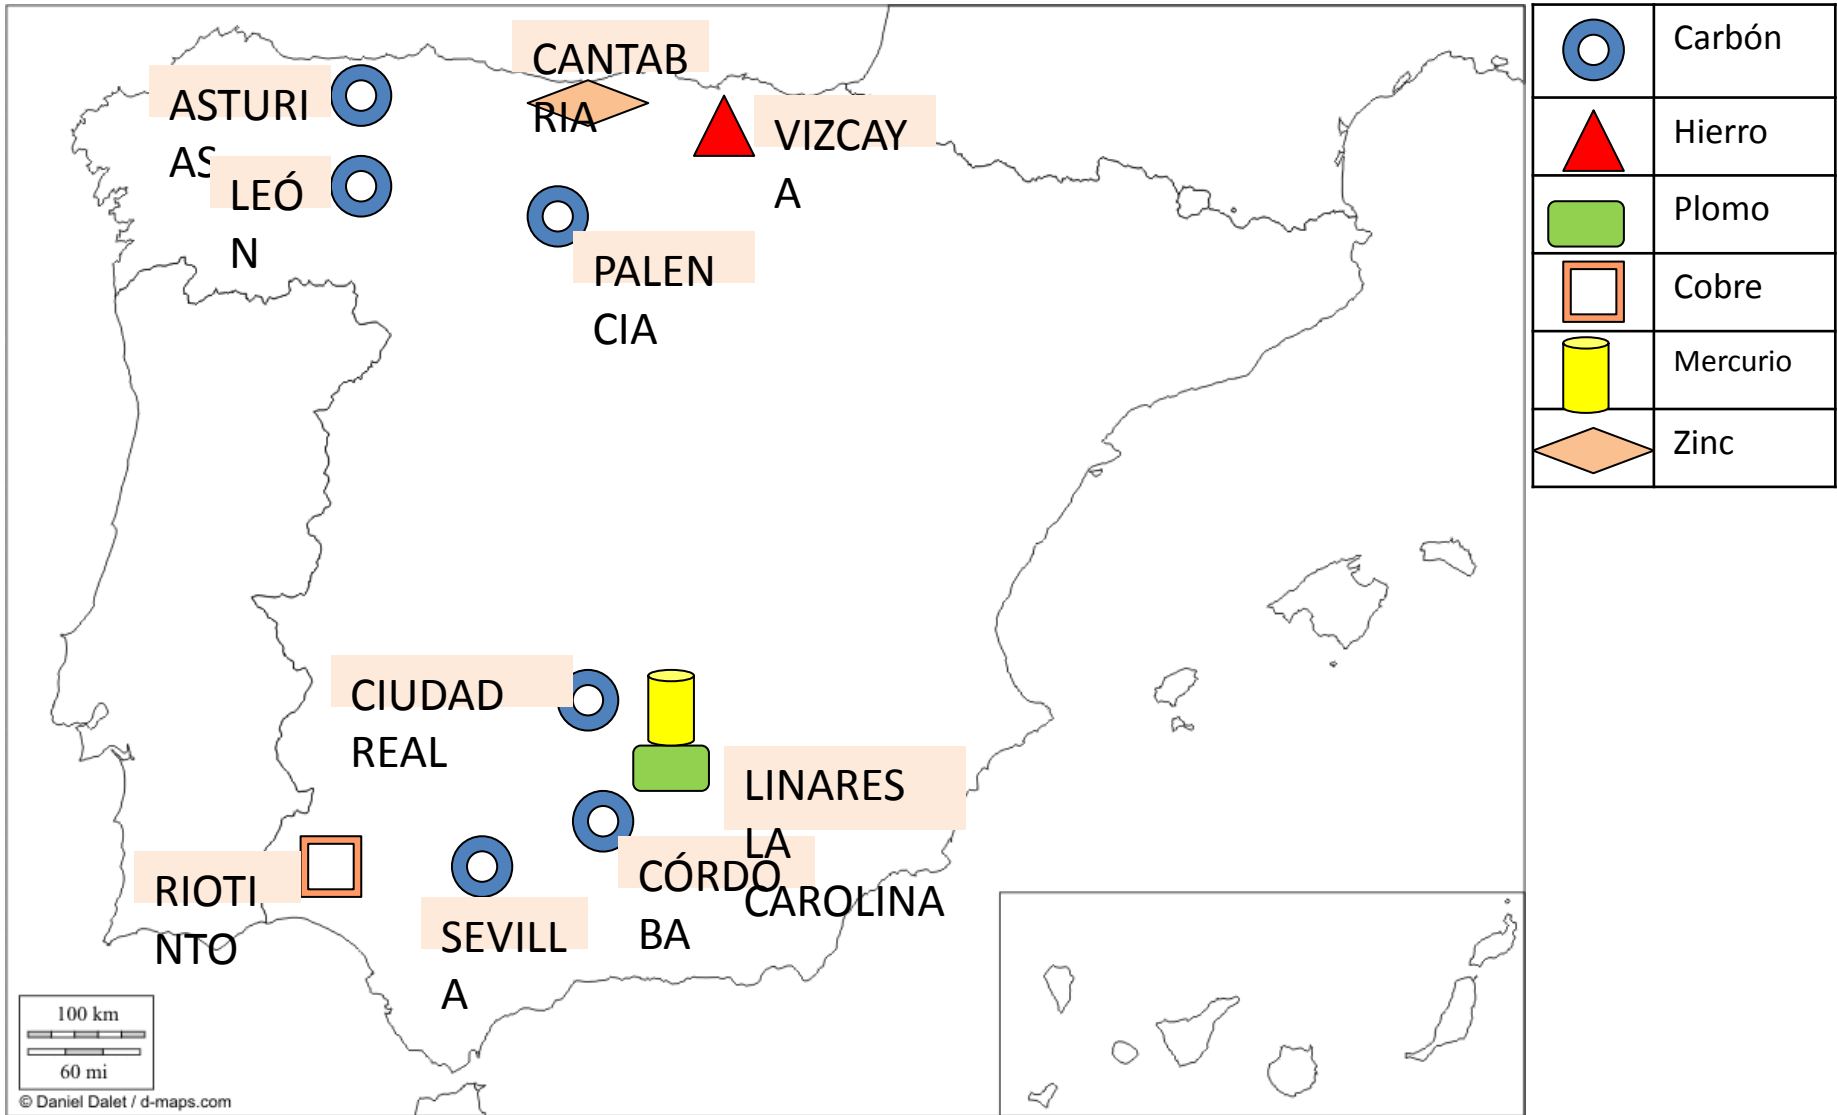 CANTAB
RIA
ASTURI
AS
LEÓ
N
VIZCAY
A
PALEN
CIA
CIUDAD
REAL
LINARES
LA
CAROLINA
CÓRDO
BA
RIOTI
NTO
SEVILL
A
Carbón
Hierro
Plomo
Cobre
Mercurio
Zinc
100 km
60 mi
© Daniel Dalet / d-maps.com